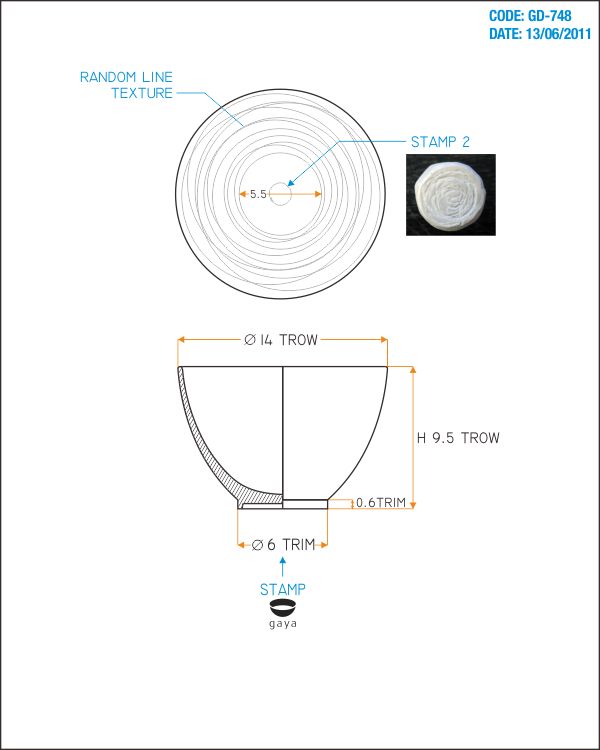 CODE: GD-748
DATE: 13/06/2011
RANDOM LINE
TEXTURE
STAMP 2
5.5
Ø 14 TROW
H 9.5 TROW
0.6TRIM
Ø 6 TRIM
STAMP
gaya